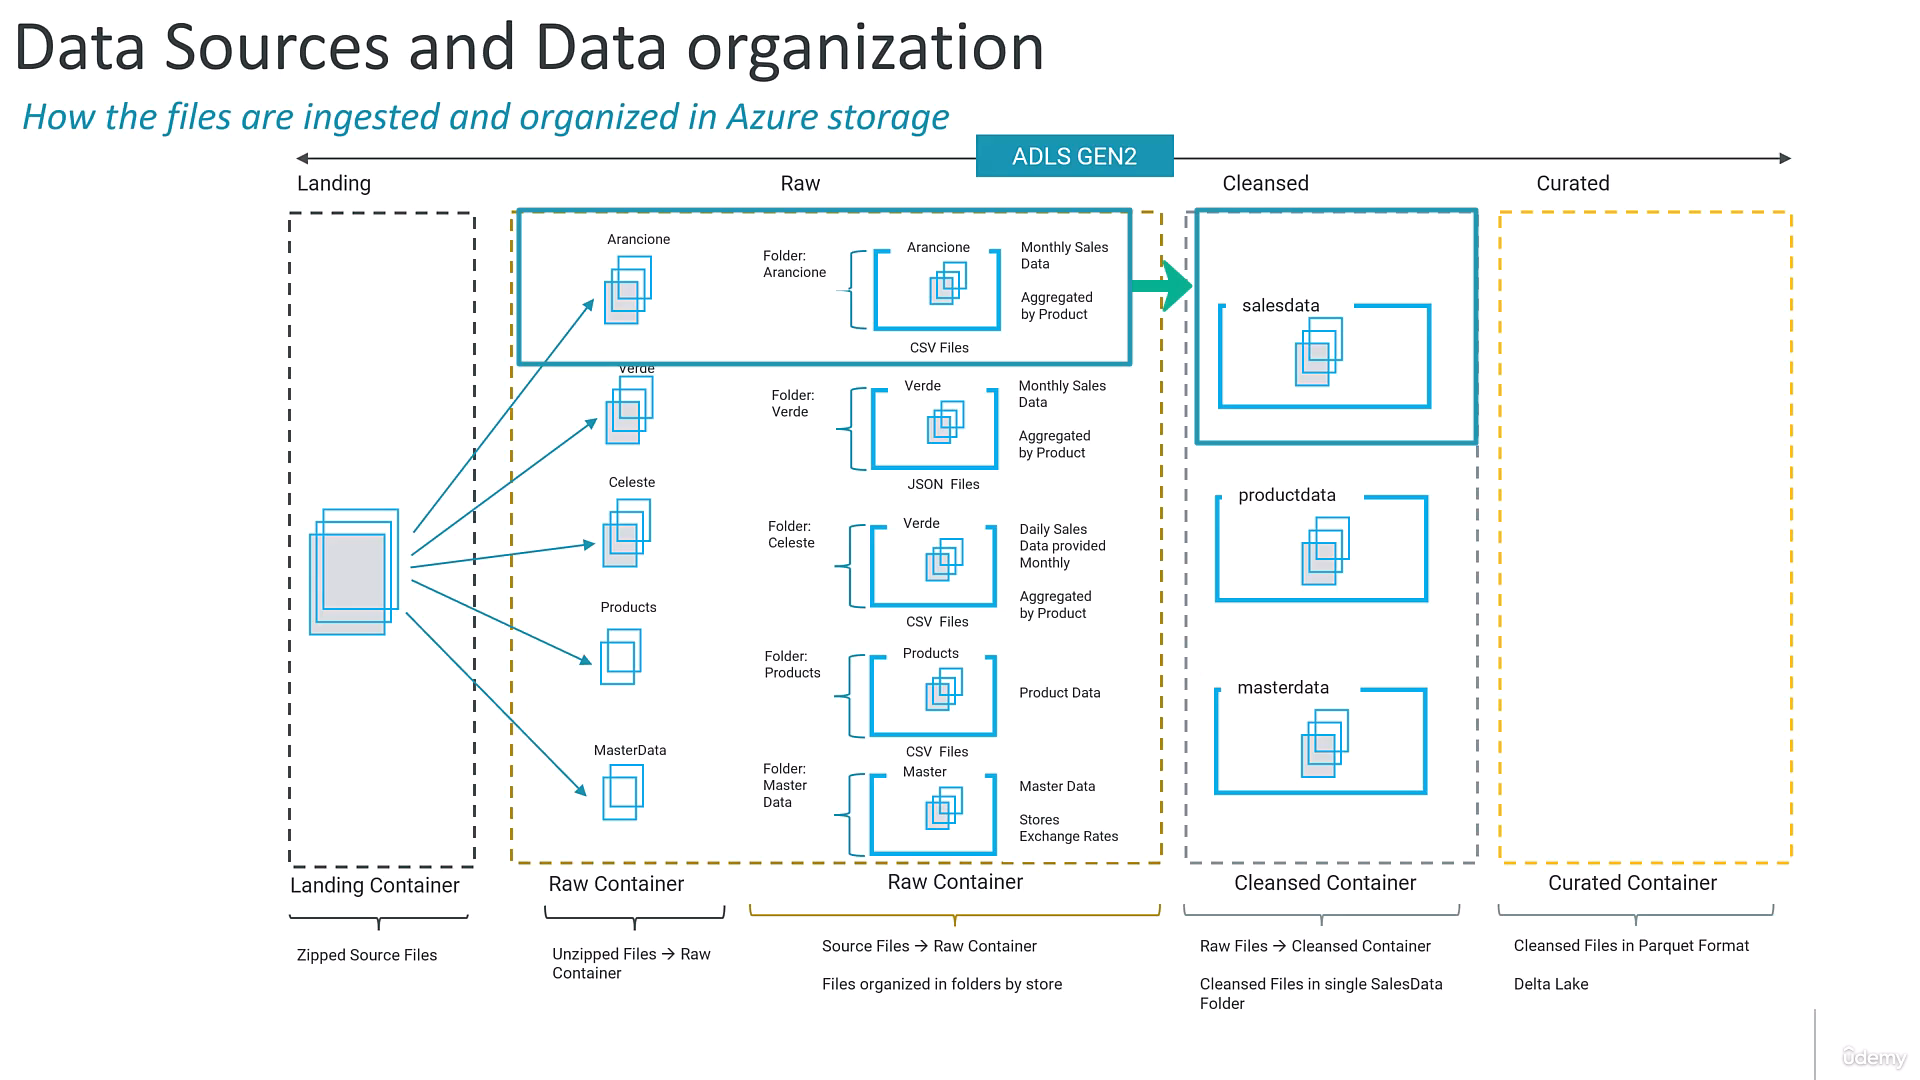 Data Sources and Data organization
How the files are ingested and organized in Azure storage
ADLS GEN2
Landing
Raw
Cleansed
Curated
Arancione
Folder:
Arancione
Arancione
Monthly Sales
Data
Aggregated
by Product
CSV Files
salesdata
Verde
Folder:
Verde
Verde
Monthly Sales
Data
Aggregated
by Product
JSON Files
Celeste
Folder:
Celeste
Verde
Daily Sales
Data provided
Monthly
Aggregated
by Product
CSV Files
productdata
Products
Folder:
Products
Products
Product Data
CSV Files
masterdata
MasterData
Folder:
Master
Data
Master
Master Data
Stores
Exchange Rates
Landing Container
Raw Container
Raw Container
Cleansed Container
Curated Container
Zipped Source Files
Unzipped Files → Raw
Container
Source Files → Raw Container
Files organized in folders by store
Raw Files → Cleansed Container
Cleansed Files in single SalesData
Folder
Cleansed Files in Parquet Format
Delta Lake
ûdemy